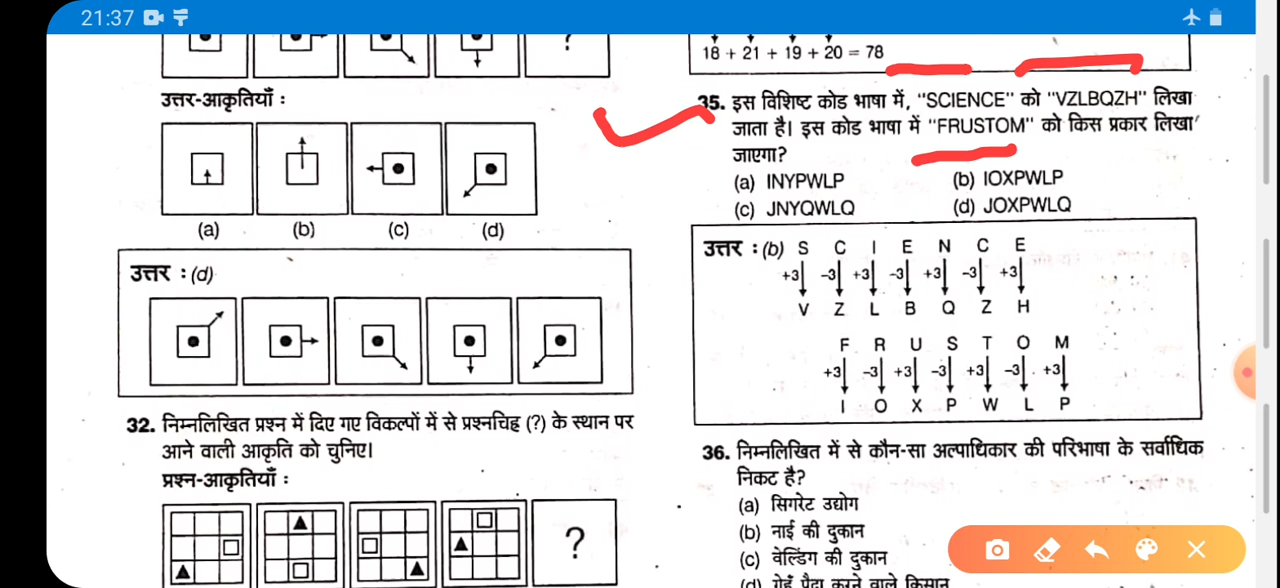 21:37
?
उत्तर-आकृतियाँ :
(a) (b) (c) (d)
उत्तर : (d)
32. निम्नलिखित प्रश्न में दिए गए विकल्पों में से प्रश्नचिह्न (?) के स्थान पर
आने वाली आकृति को चुनिए।
प्रश्न-आकृतियाँ :
?
18 + 21 + 19 + 20 = 78
35. इस विशिष्ट कोड भाषा में, "SCIENCE" को "VZLBQZH" लिखा
जाता है। इस कोड भाषा में "FRUSTOM" को किस प्रकार लिखा
जाएगा?
(a) INYPWLP (b) IOXPWLP
(c) JNYQWLQ (d) JOXPWLQ
उत्तर : (b) S C I E N C E
+3 -3 +3 -3 +3 -3 +3
V Z L B Q Z H
F R U S T O M
+3 -3 +3 -3 +3 -3 +3
I O X P W L P
36. निम्नलिखित में से कौन-सा अल्पाधिकार की परिभाषा के सर्वाधिक
निकट है?
(a) सिगरेट उद्योग
(b) नाई की दुकान
(c) वेल्डिंग की दुकान
(d) गेहूँ पैदा करने वाले किसान